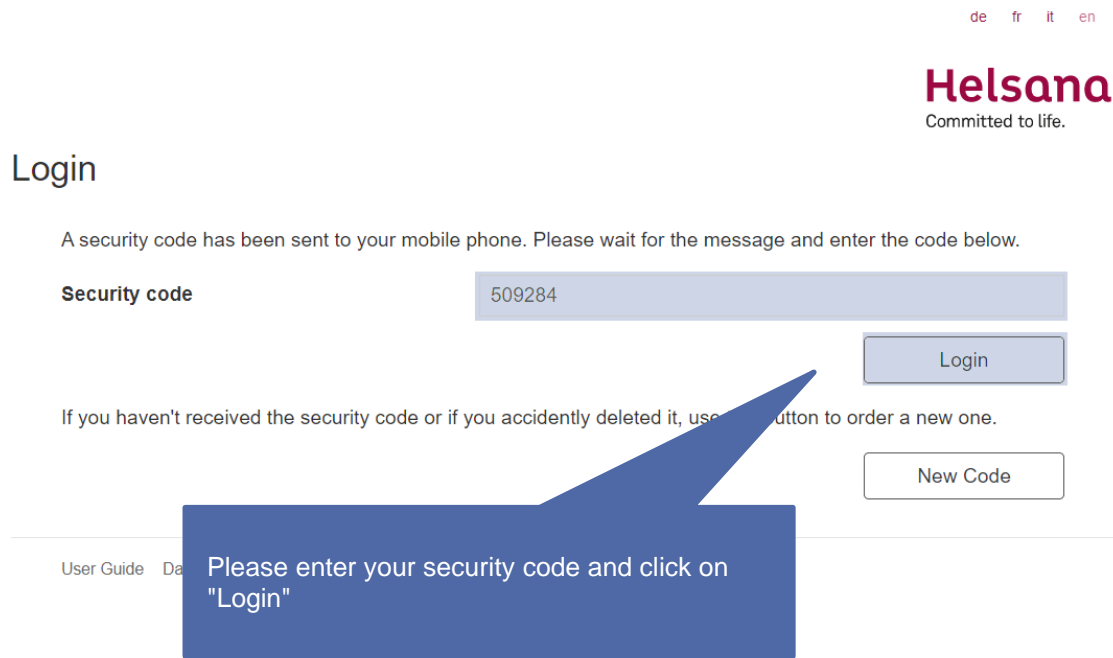 de fr it en
Helsana
Committed to life.
Login
A security code has been sent to your mobile phone. Please wait for the message and enter the code below.
Security code 509284
Login
If you haven't received the security code or if you accidently deleted it, utton to order a new one.
New Code
User Guide
Please enter your security code and click on
"Login"